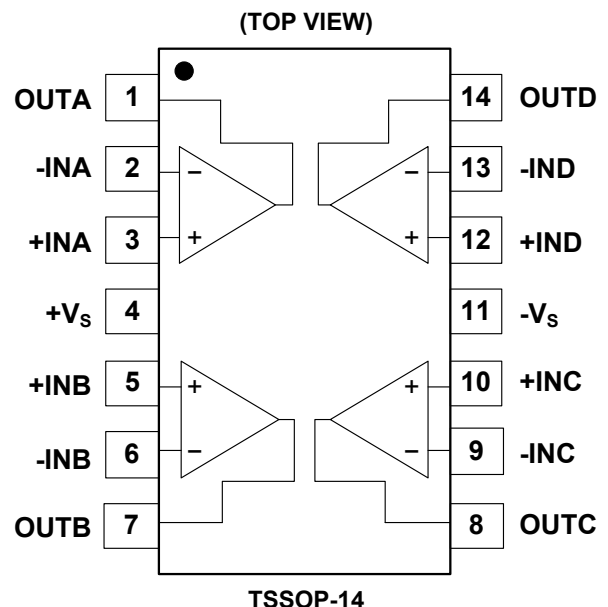 (TOP VIEW)
OUTA 1 14 OUTD
-INA 2 − − 13 -IND
+INA 3 + + 12 +IND
+VS 4 11 -VS
+INB 5 + + 10 +INC
-INB 6 − − 9 -INC
OUTB 7 8 OUTC
TSSOP-14